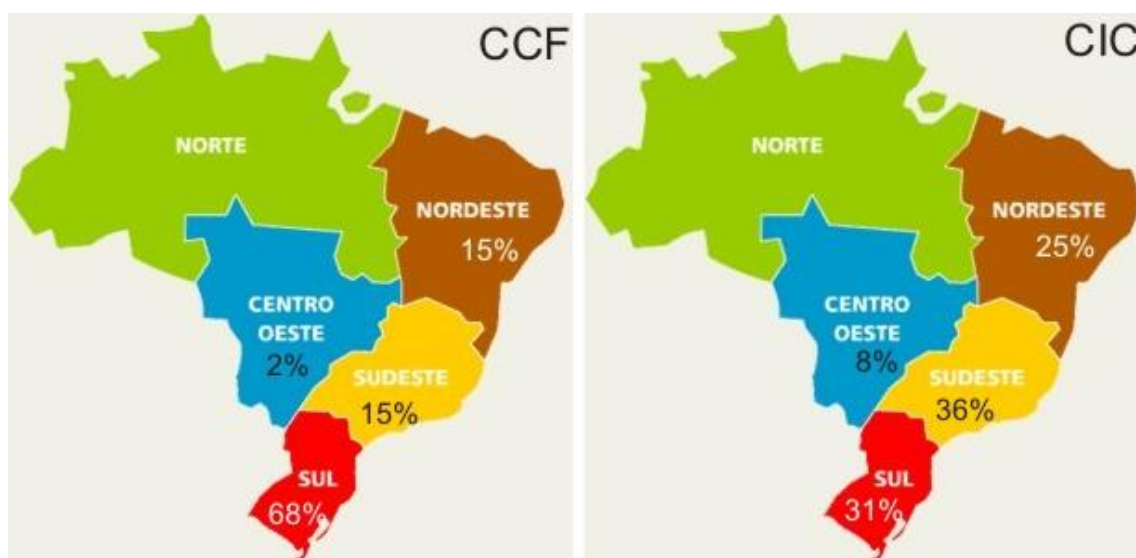 CCF
NORTE
NORDESTE
15%
CENTRO
OESTE
2%
SUDESTE
15%
SUL
68%
CIC
NORTE
NORDESTE
25%
CENTRO
OESTE
8%
SUDESTE
36%
SUL
31%